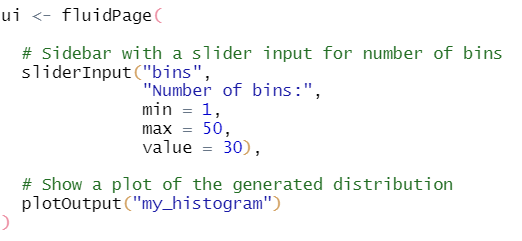 ui <- fluidPage(
# Sidebar with a slider input for number of bins
sliderInput("bins",
"Number of bins:",
min = 1,
max = 50,
value = 30),
# Show a plot of the generated distribution
plotOutput("my_histogram")
)